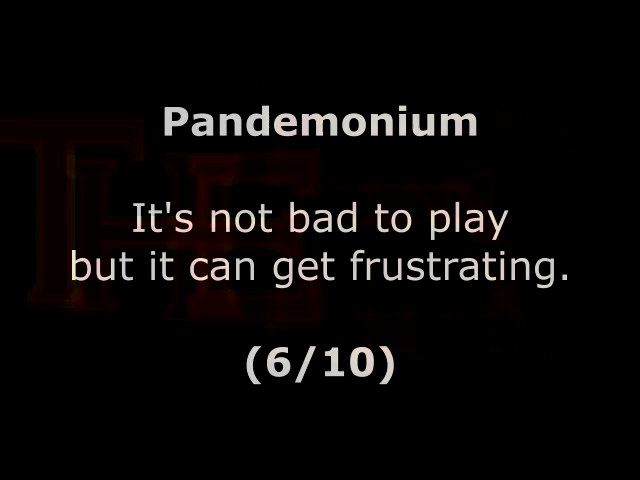 Pandemonium
It's not bad to play
but it can get frustrating.
(6/10)